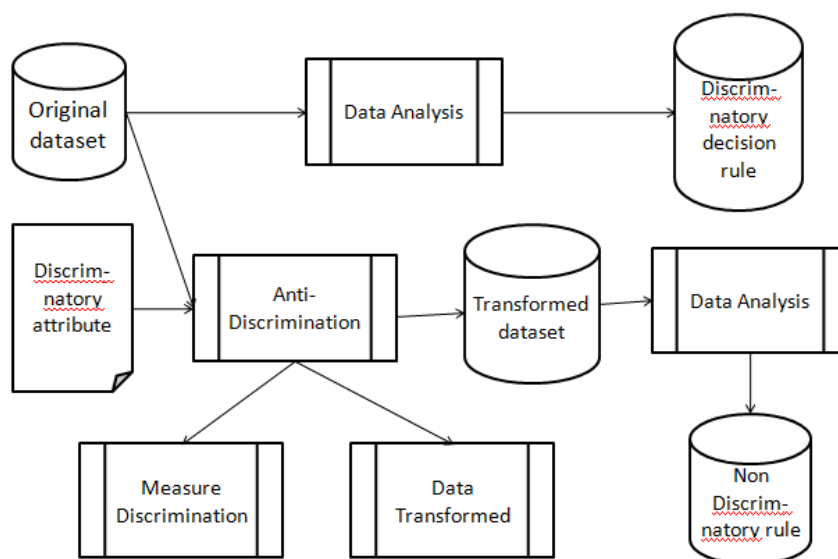 Original
dataset
Data Analysis
Discrim-
natory
decision
rule
Discrim-
natory
attribute
Anti-
Discrimination
Transformed
dataset
Data Analysis
Measure
Discrimination
Data
Transformed
Non
Discrim-
natory rule